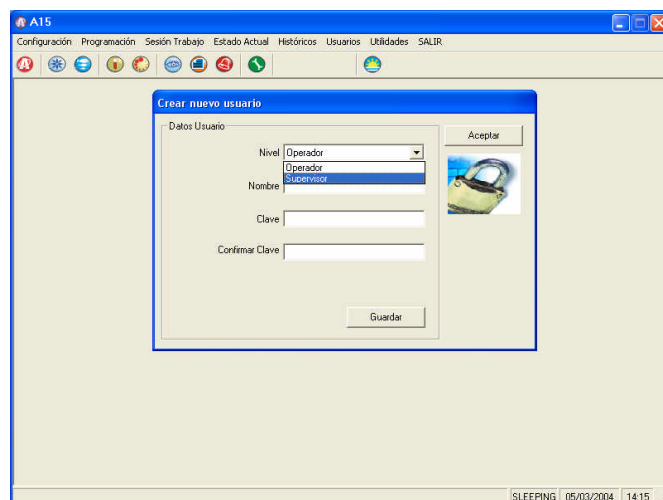 A15
Configuración Programación Sesión Trabajo Estado Actual Históricos Usuarios Utilidades SALIR
Crear nuevo usuario
Datos Usuario
Aceptar
Nivel Operador
Operador
Supervisor
Nombre
Clave
Confirmar Clave
Guardar
SLEEPING 05/03/2004 14:15